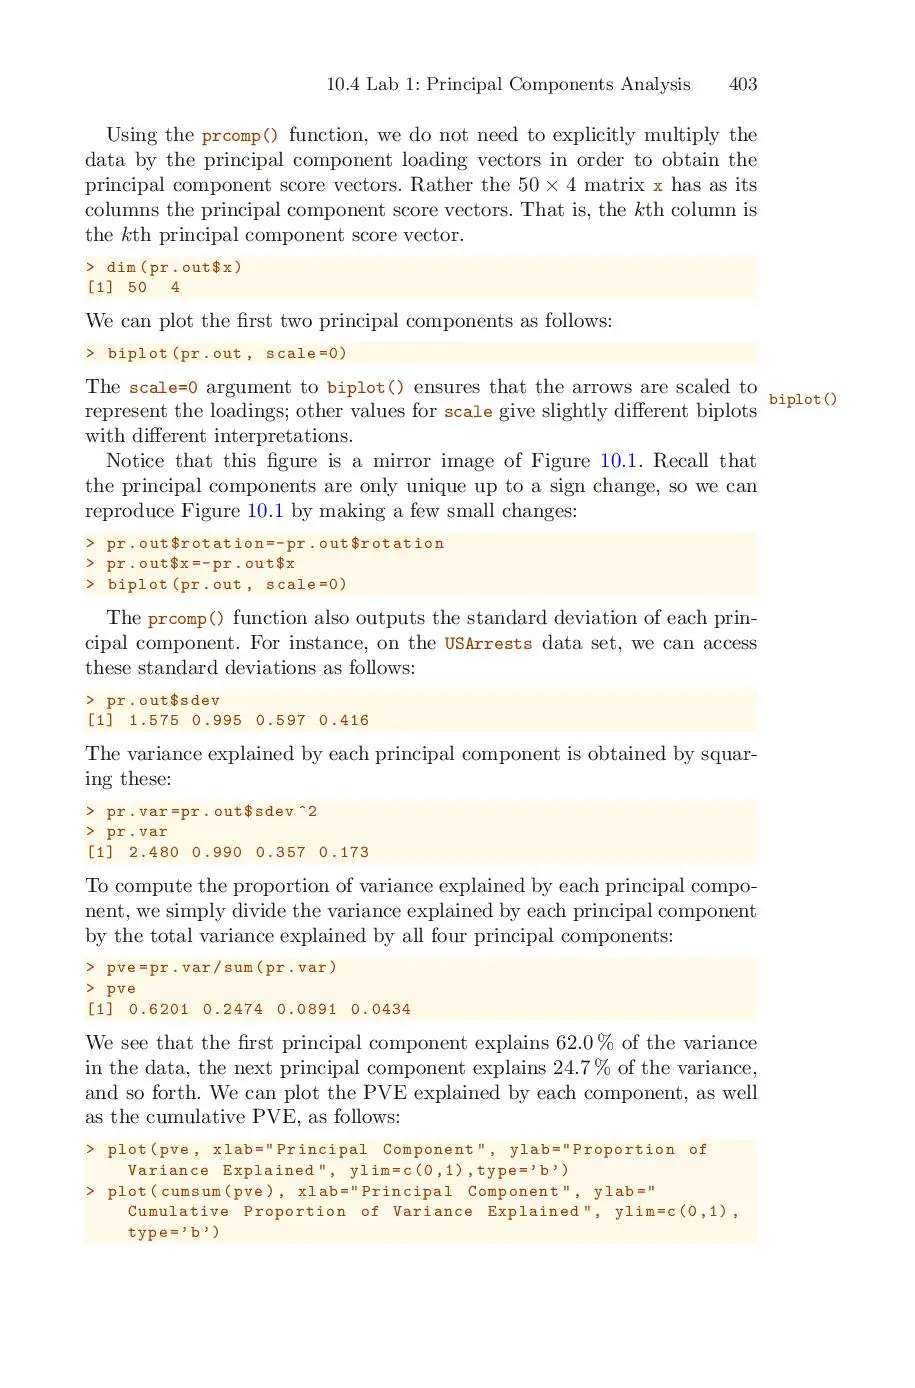 10.4 Lab 1: Principal Components Analysis 403
Using the prcomp() function, we do not need to explicitly multiply the
data by the principal component loading vectors in order to obtain the
principal component score vectors. Rather the 50 × 4 matrix x has as its
columns the principal component score vectors. That is, the kth column is
the kth principal component score vector.
> dim(pr.out$x)
[1] 50 4
We can plot the first two principal components as follows:
> biplot(pr.out, scale=0)
The scale=0 argument to biplot() ensures that the arrows are scaled to
biplot()
represent the loadings; other values for scale give slightly different biplots
with different interpretations.
Notice that this figure is a mirror image of Figure 10.1. Recall that
the principal components are only unique up to a sign change, so we can
reproduce Figure 10.1 by making a few small changes:
> pr.out$rotation=-pr.out$rotation
> pr.out$x=-pr.out$x
> biplot(pr.out, scale=0)
The prcomp() function also outputs the standard deviation of each prin-
cipal component. For instance, on the USArrests data set, we can access
these standard deviations as follows:
> pr.out$sdev
[1] 1.575 0.995 0.597 0.416
The variance explained by each principal component is obtained by squar-
ing these:
> pr.var=pr.out$sdev^2
> pr.var
[1] 2.480 0.990 0.357 0.173
To compute the proportion of variance explained by each principal compo-
nent, we simply divide the variance explained by each principal component
by the total variance explained by all four principal components:
> pve=pr.var/sum(pr.var)
> pve
[1] 0.6201 0.2474 0.0891 0.0434
We see that the first principal component explains 62.0 % of the variance
in the data, the next principal component explains 24.7 % of the variance,
and so forth. We can plot the PVE explained by each component, as well
as the cumulative PVE, as follows:
> plot(pve, xlab="Principal Component", ylab="Proportion of
Variance Explained", ylim=c(0,1),type='b')
> plot(cumsum(pve), xlab="Principal Component", ylab="
Cumulative Proportion of Variance Explained", ylim=c(0,1),
type='b')